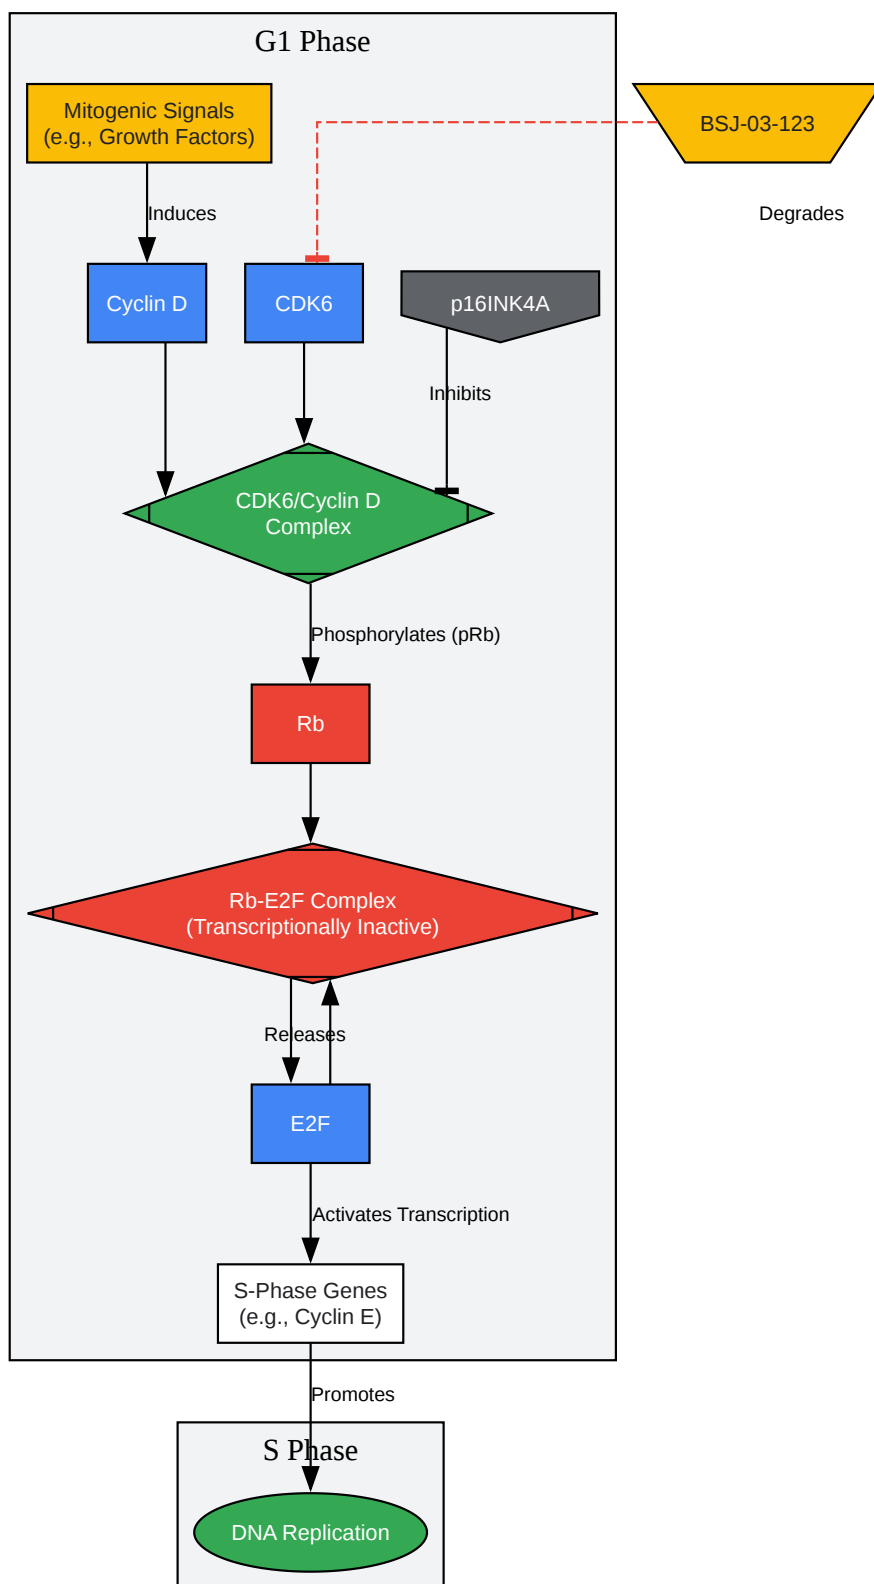 G1 Phase
Mitogenic Signals
(e.g., Growth Factors)
BSJ-03-123
Induces
Degrades
Cyclin D
CDK6
p16INK4A
Inhibits
CDK6/Cyclin D
Complex
Phosphorylates (pRb)
Rb
Rb-E2F Complex
(Transcriptionally Inactive)
Releases
E2F
Activates Transcription
S-Phase Genes
(e.g., Cyclin E)
Promotes
S Phase
DNA Replication